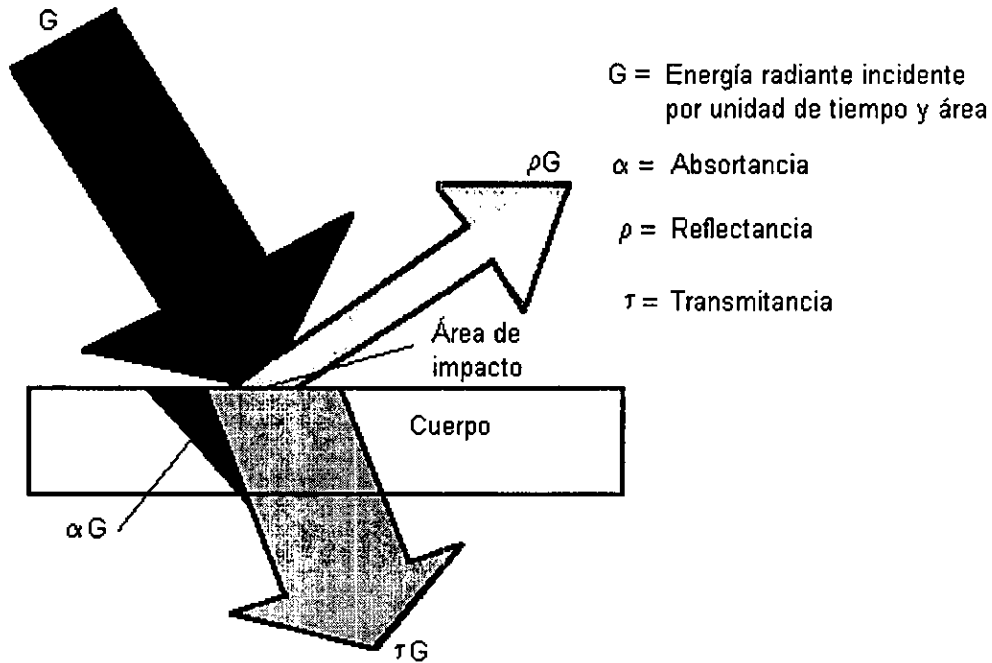 G
G = Energía radiante incidente
por unidad de tiempo y área
ρG
α = Absortancia
ρ = Reflectancia
τ = Transmitancia
Área de
impacto
Cuerpo
αG
τG